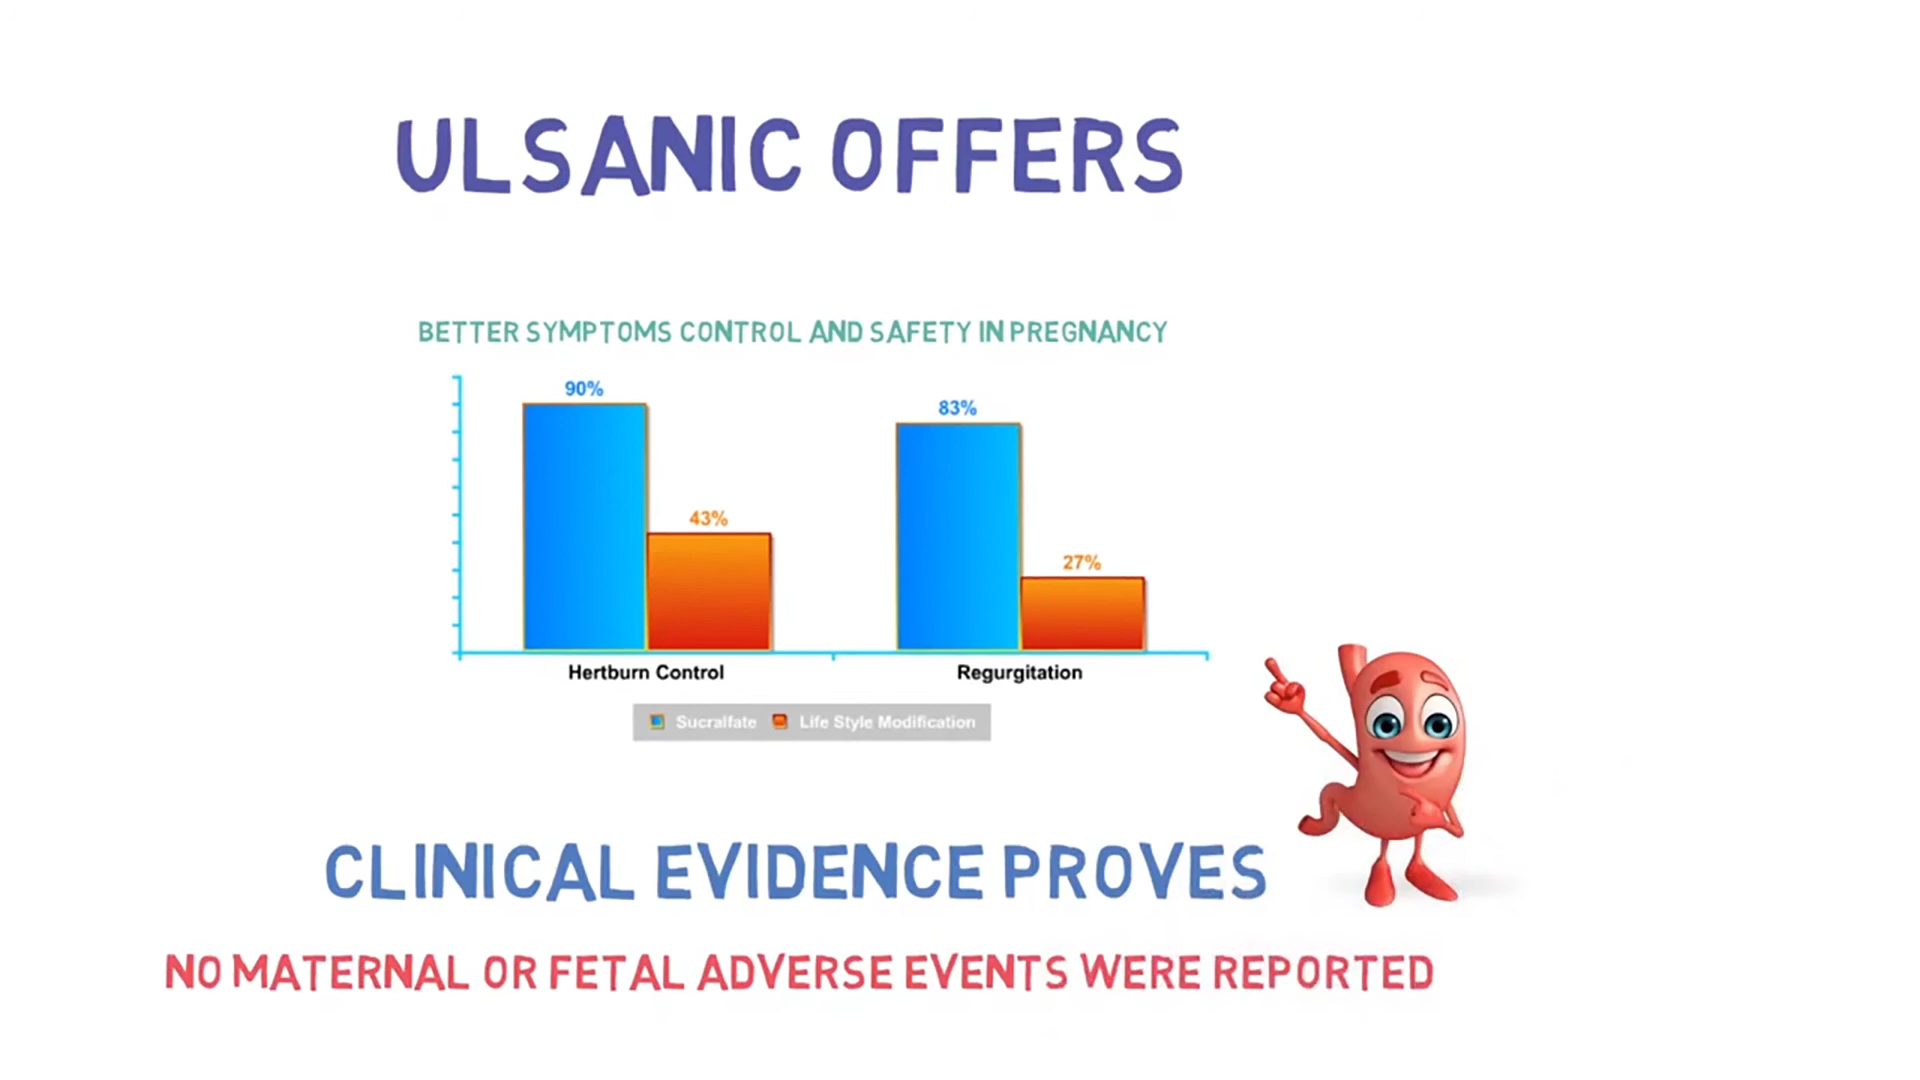 ULSANIC OFFERS
BETTER SYMPTOMS CONTROL AND SAFETY IN PREGNANCY
90%
83%
43%
27%
Hertburn Control
Regurgitation
Sucralfate Life Style Modification
CLINICAL EVIDENCE PROVES
NO MATERNAL OR FETAL ADVERSE EVENTS WERE REPORTED